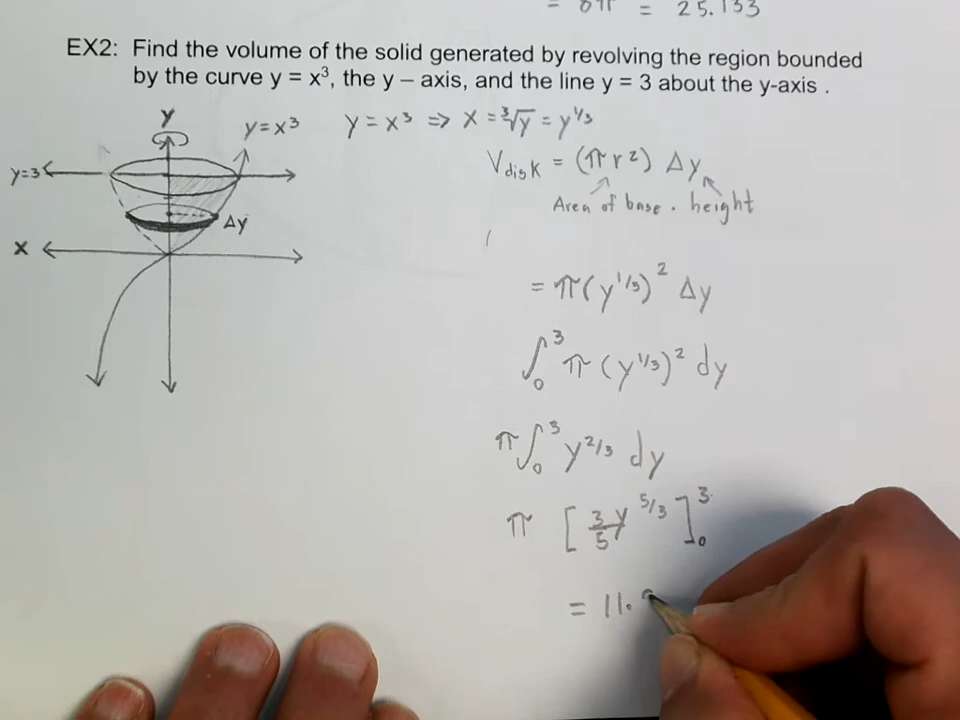 = 8π = 25.133
EX2: Find the volume of the solid generated by revolving the region bounded
by the curve y = x³, the y – axis, and the line y = 3 about the y-axis .
Y
y=x³
y = x³ => x = ∛y = y^1/3
y=3
V disk = (πr²) Δy
Area of base . height
Δy
X
= π(y^1/3)² Δy
∫₀³ π (y^1/3)² dy
π∫₀³ y^2/3 dy
π [3/5 y^5/3]₀³
= 11.